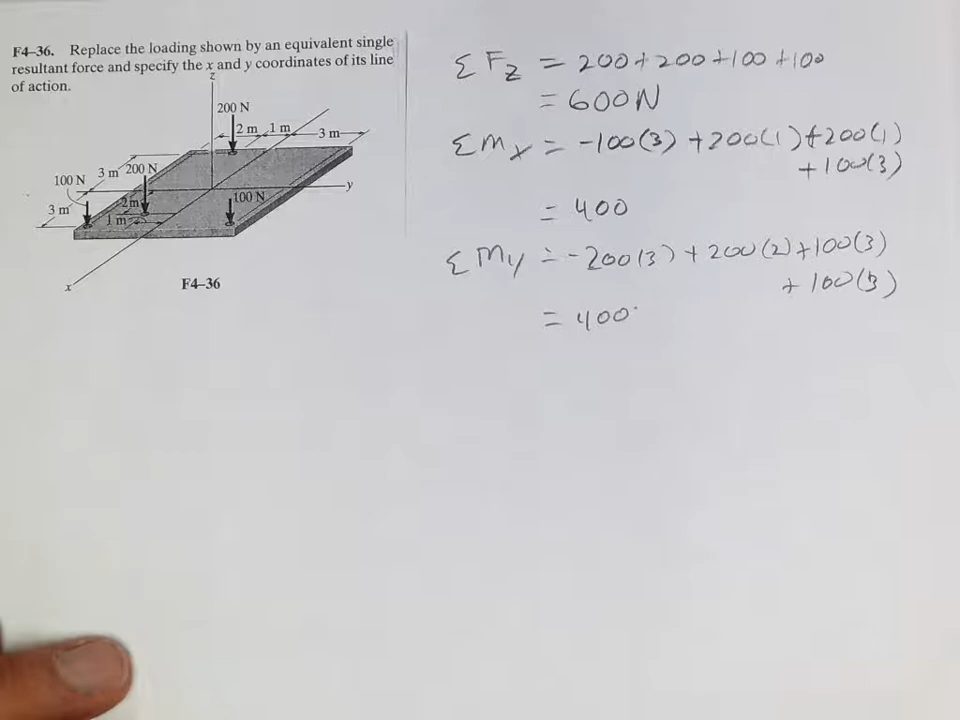 F4–36. Replace the loading shown by an equivalent single
resultant force and specify the x and y coordinates of its line
of action.
z
200 N
2 m 1 m
3 m
3 m 200 N
100 N
y
2 m
100 N
3 m
1 m
x
F4–36
ΣFz = 200+200+100+100
= 600N
ΣMx = -100(3) +200(1) +200(1)
+100(3)
= 400
ΣMy = -200(3) + 200(2) +100(3)
+ 100(3)
= 400